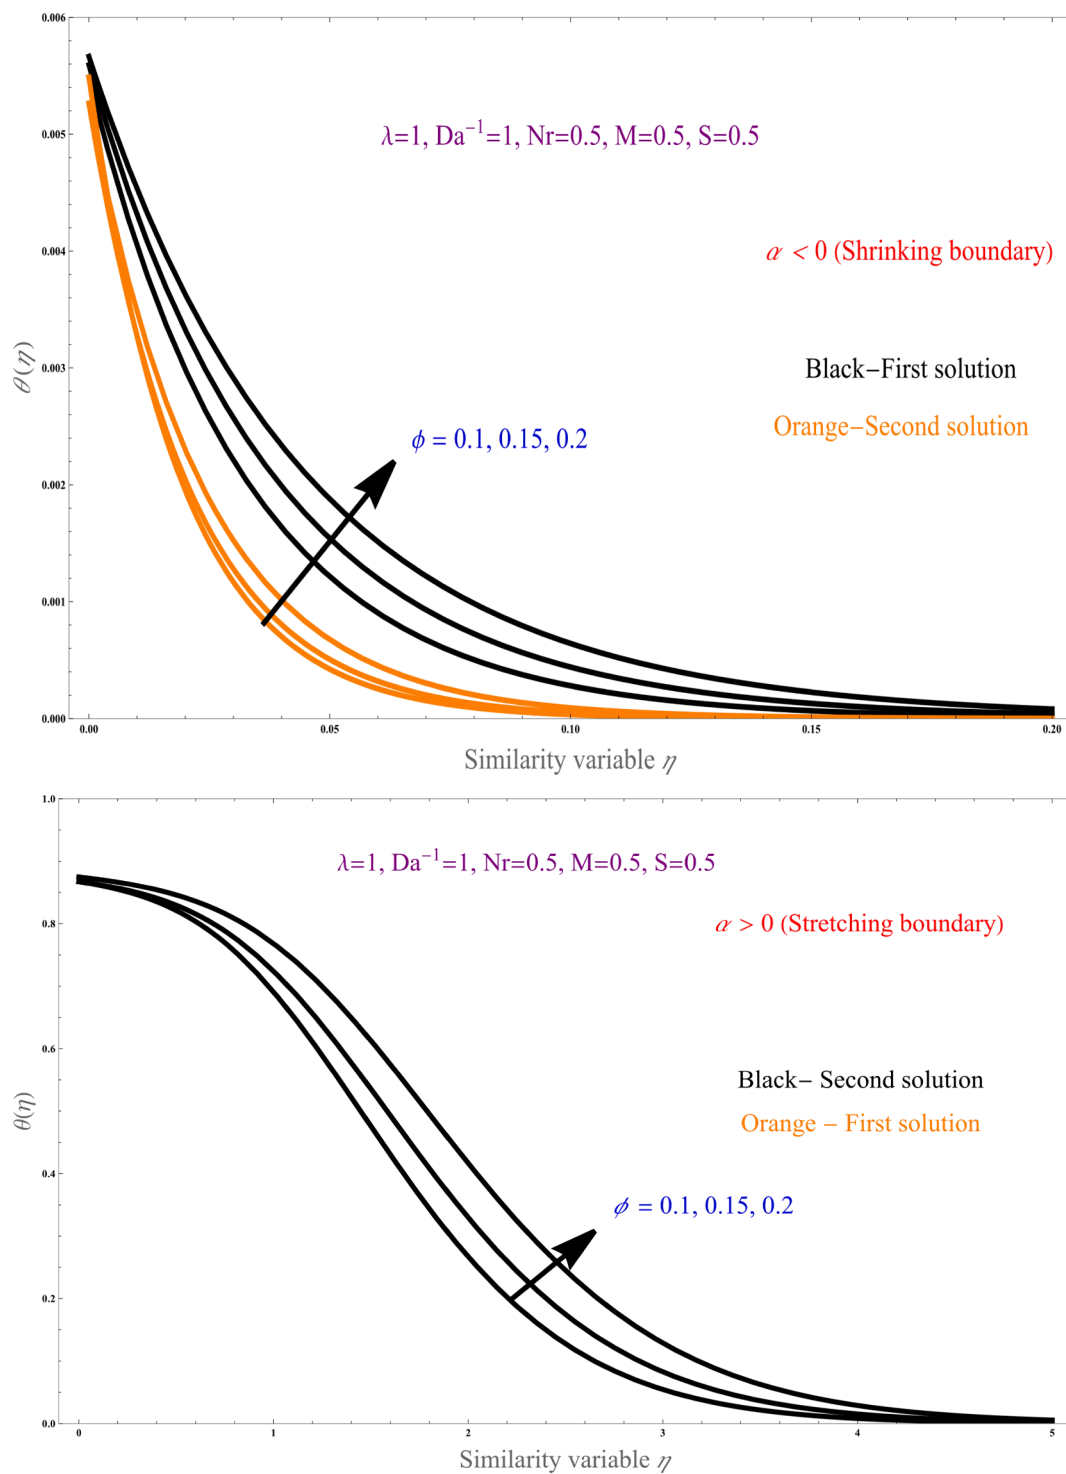 0.006
λ=1, Da⁻¹=1, Nr=0.5, M=0.5, S=0.5
0.005
0.004
α < 0 (Shrinking boundary)
0.003
θ(η)
Black−First solution
Orange−Second solution
ϕ = 0.1, 0.15, 0.2
0.002
0.001
0.000
0.00 0.05 0.10 0.15 0.20
Similarity variable η
1.0
λ=1, Da⁻¹=1, Nr=0.5, M=0.5, S=0.5
α > 0 (Stretching boundary)
0.8
0.6
Black− Second solution
θ(η)
Orange − First solution
0.4
ϕ = 0.1, 0.15, 0.2
0.2
0.0
0 1 2 3 4 5
Similarity variable η